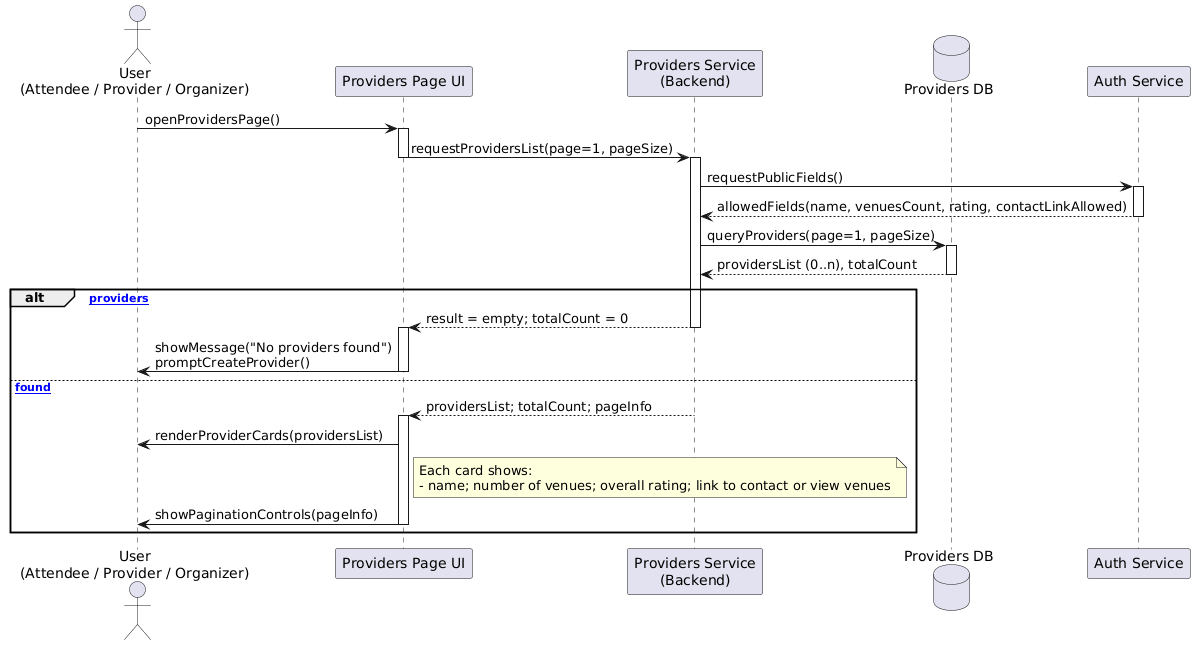 User
(Attendee / Provider / Organizer)
Providers Page UI
Providers Service
(Backend)
Providers DB
Auth Service
openProvidersPage()
requestProvidersList(page=1, pageSize)
requestPublicFields()
allowedFields(name, venuesCount, rating, contactLinkAllowed)
queryProviders(page=1, pageSize)
providersList (0..n), totalCount
alt
providers
result = empty; totalCount = 0
showMessage("No providers found")
promptCreateProvider()
found
providersList; totalCount; pageInfo
renderProviderCards(providersList)
Each card shows:
- name; number of venues; overall rating; link to contact or view venues
showPaginationControls(pageInfo)
User
(Attendee / Provider / Organizer)
Providers Page UI
Providers Service
(Backend)
Providers DB
Auth Service